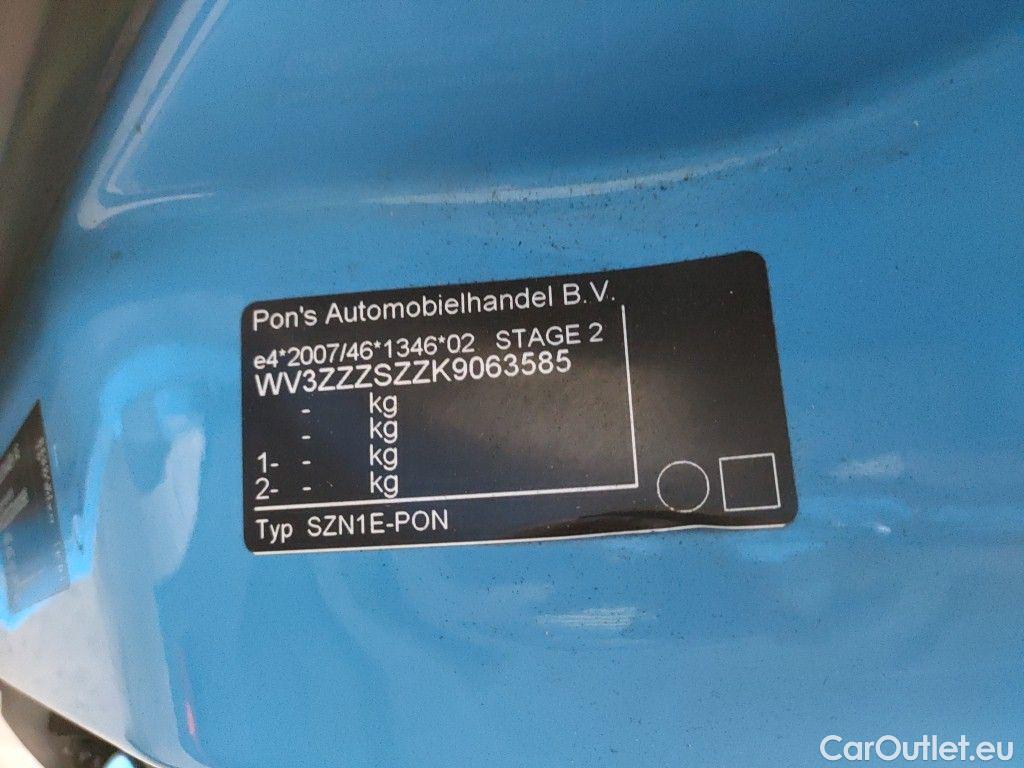 Pon's Automobielhandel B.V.
e4*2007/46*1346*02 STAGE 2
WV3ZZZSZZK9063585
- kg
- kg
1- - kg
2- - kg
Typ SZN1E-PON
CarOutlet.eu